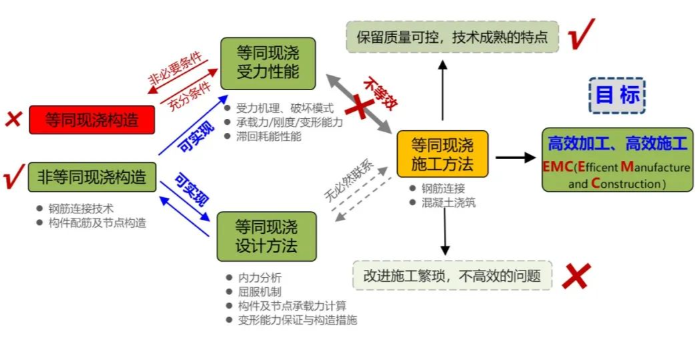 等同现浇
受力性能
受力机理、破坏模式
承载力/刚度/变形能力
滞回耗能性能
非必要条件
充分条件
等同现浇构造
可实现
非等同现浇构造
钢筋连接技术
构件配筋及节点构造
可实现
等同现浇
设计方法
内力分析
屈服机制
构件及节点承载力计算
变形能力保证与构造措施
不等效
无必然联系
保留质量可控，技术成熟的特点
等同现浇
施工方法
钢筋连接
混凝土浇筑
改进施工繁琐，不高效的问题
目 标
高效加工、高效施工
EMC(Efficent Manufacture
and Construction）